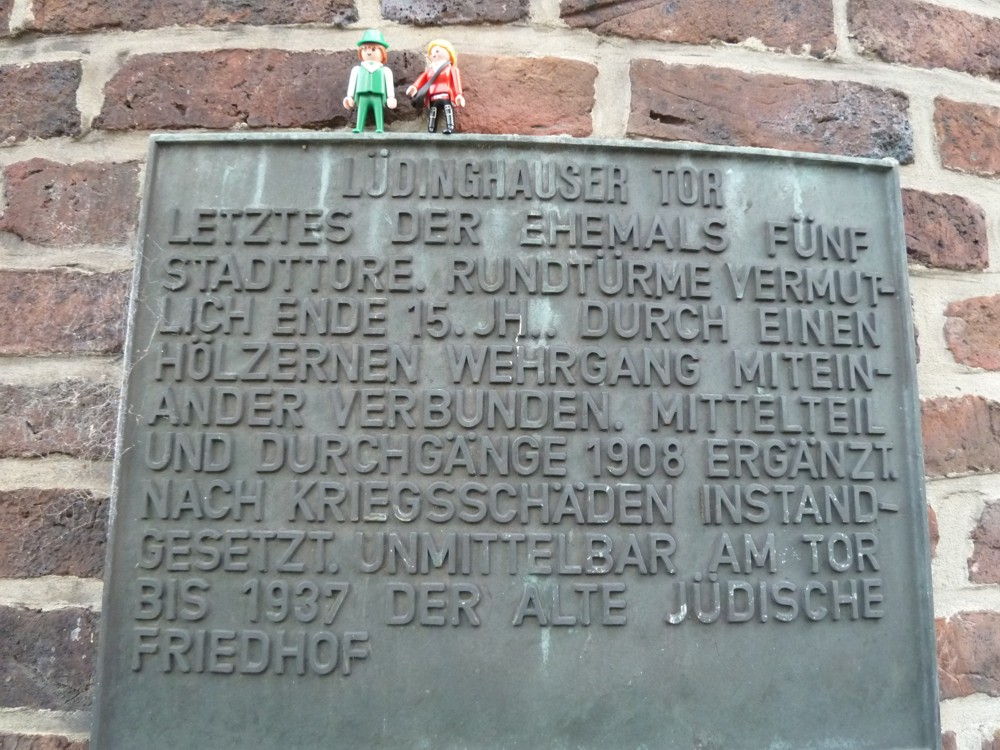 LÜDINGHAUSER TOR
LETZTES DER EHEMALS FÜNF
STADTTORE. RUNDTÜRME VERMUT-
LICH ENDE 15. JH.. DURCH EINEN
HÖLZERNEN WEHRGANG MITEIN-
ANDER VERBUNDEN. MITTELTEIL
UND DURCHGÄNGE 1908 ERGÄNZT.
NACH KRIEGSSCHÄDEN INSTAND-
GESETZT. UNMITTELBAR AM TOR
BIS 1937 DER ALTE JÜDISCHE
FRIEDHOF